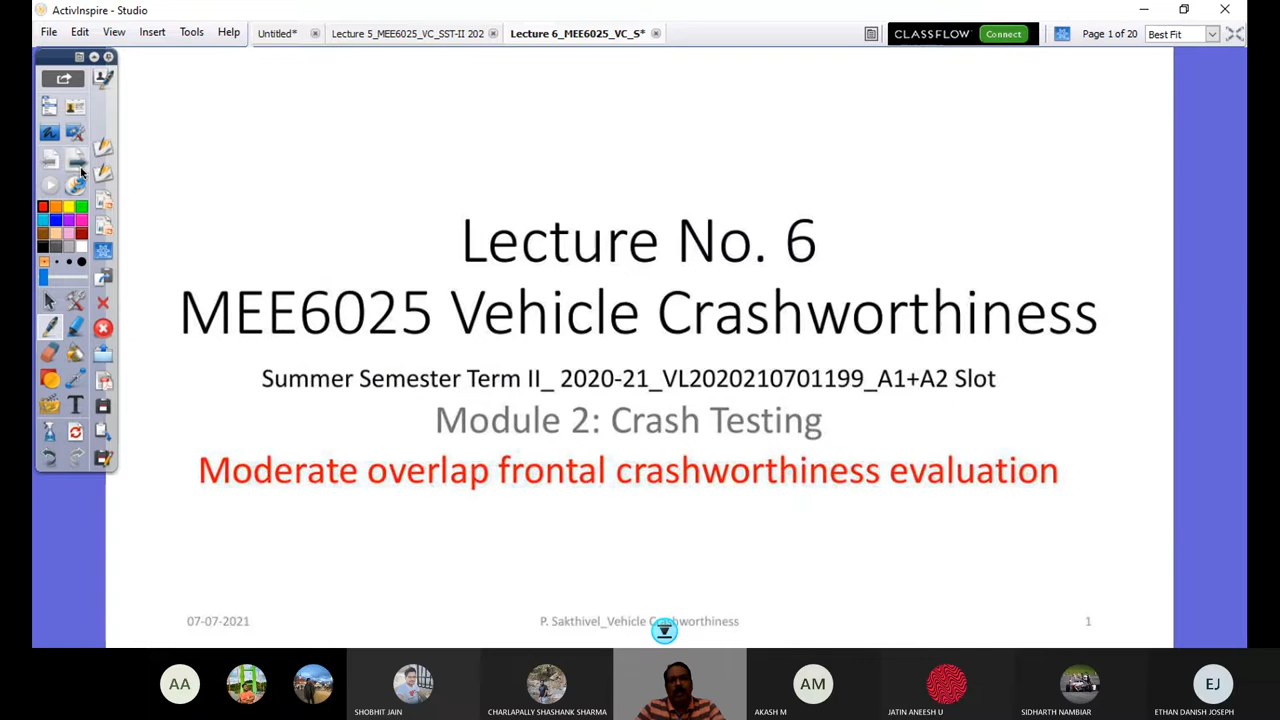 ActivInspire - Studio
File Edit View Insert Tools Help
Untitled* Lecture 5_MEE6025_VC_SST-II 202 Lecture 6_MEE6025_VC_S*
CLASSFLOW Connect Page 1 of 20 Best Fit
Lecture No. 6
MEE6025 Vehicle Crashworthiness
Summer Semester Term II_ 2020-21_VL2020210701199_A1+A2 Slot
Module 2: Crash Testing
Moderate overlap frontal crashworthiness evaluation
07-07-2021 P. Sakthivel_Vehicle Crashworthiness 1
AA AM EJ
SHOBHIT JAIN CHARLAPALLY SHASHANK SHARMA AKASH M JATIN ANEESH U SIDHARTH NAMBIAR ETHAN DANISH JOSEPH